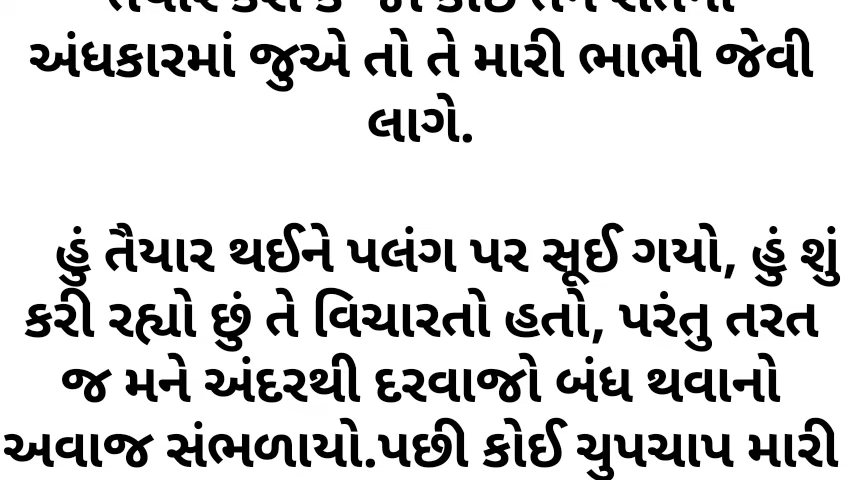 અંધકારમાં જુએ તો તે મારી ભાભી જેવી
લાગે.
હું તૈયાર થઈને પલંગ પર સૂઈ ગયો, હું શું
કરી રહ્યો છું તે વિચારતો હતો, પરંતુ તરત
જ મને અંદરથી દરવાજો બંધ થવાનો
અવાજ સંભળાયો.પછી કોઈ ચુપચાપ મારી